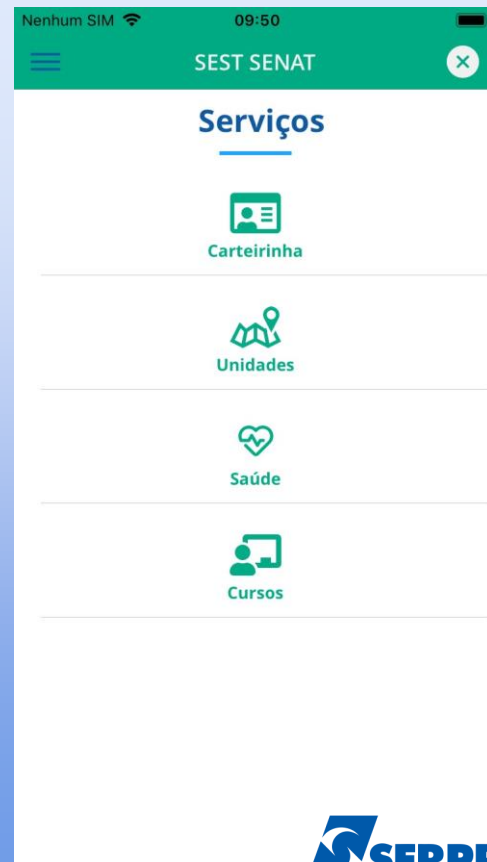 Nenhum SIM 09:50
SEST SENAT
Serviços
Carteirinha
Unidades
Saúde
Cursos